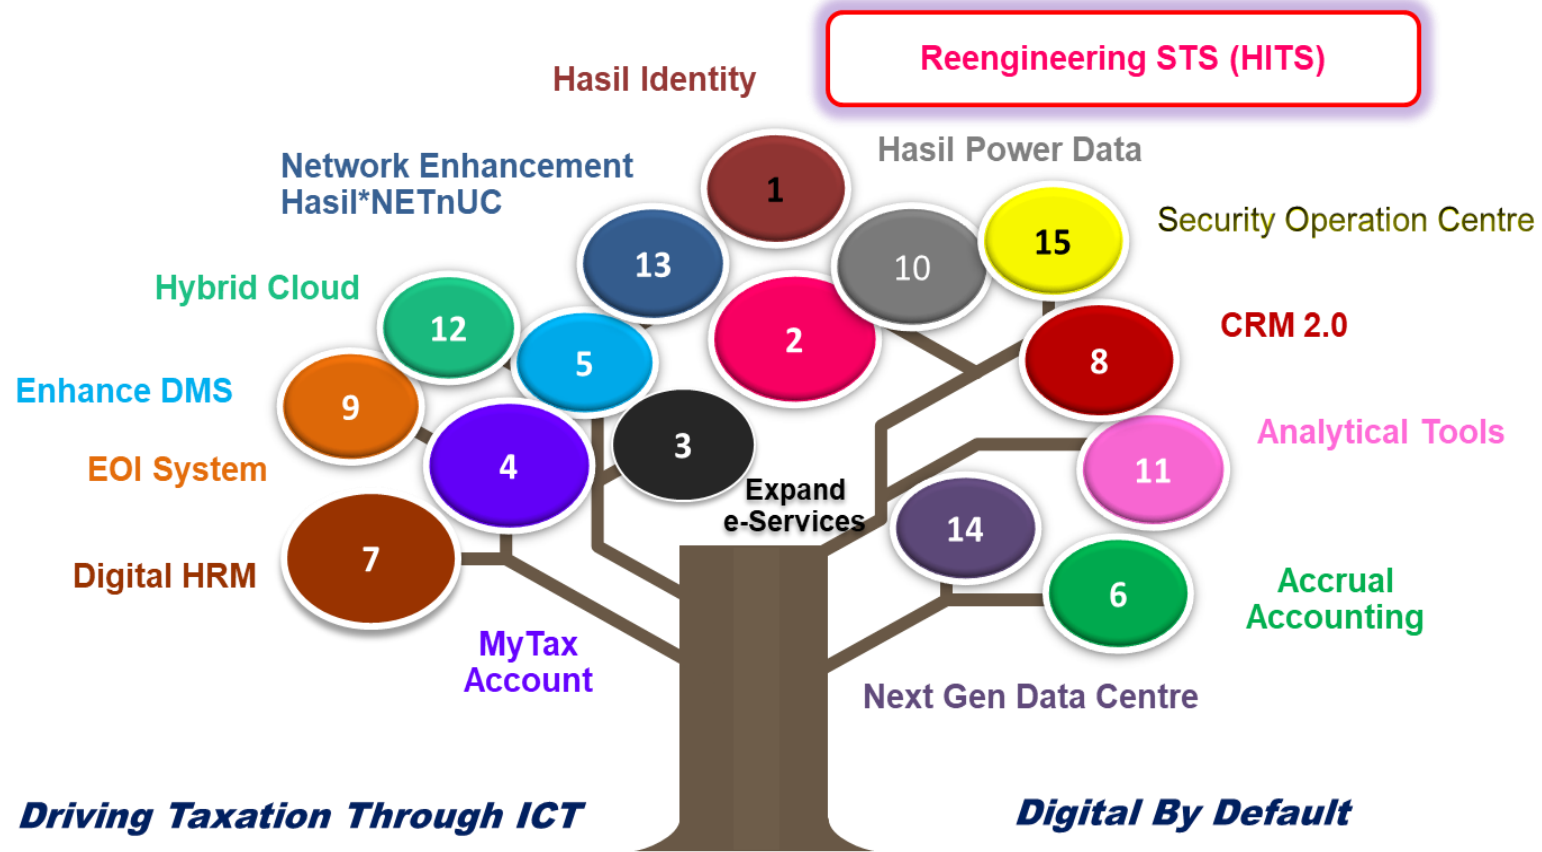 Reengineering STS (HITS)
Hasil Identity
Hasil Power Data
Network Enhancement
Hasil*NETnUC
1
Security Operation Centre
13
10
15
Hybrid Cloud
12
5
2
8
CRM 2.0
Enhance DMS
9
4
3
Analytical Tools
11
EOI System
Expand
e-Services
14
Digital HRM
7
6
Accrual
Accounting
MyTax
Account
Next Gen Data Centre
Driving Taxation Through ICT
Digital By Default